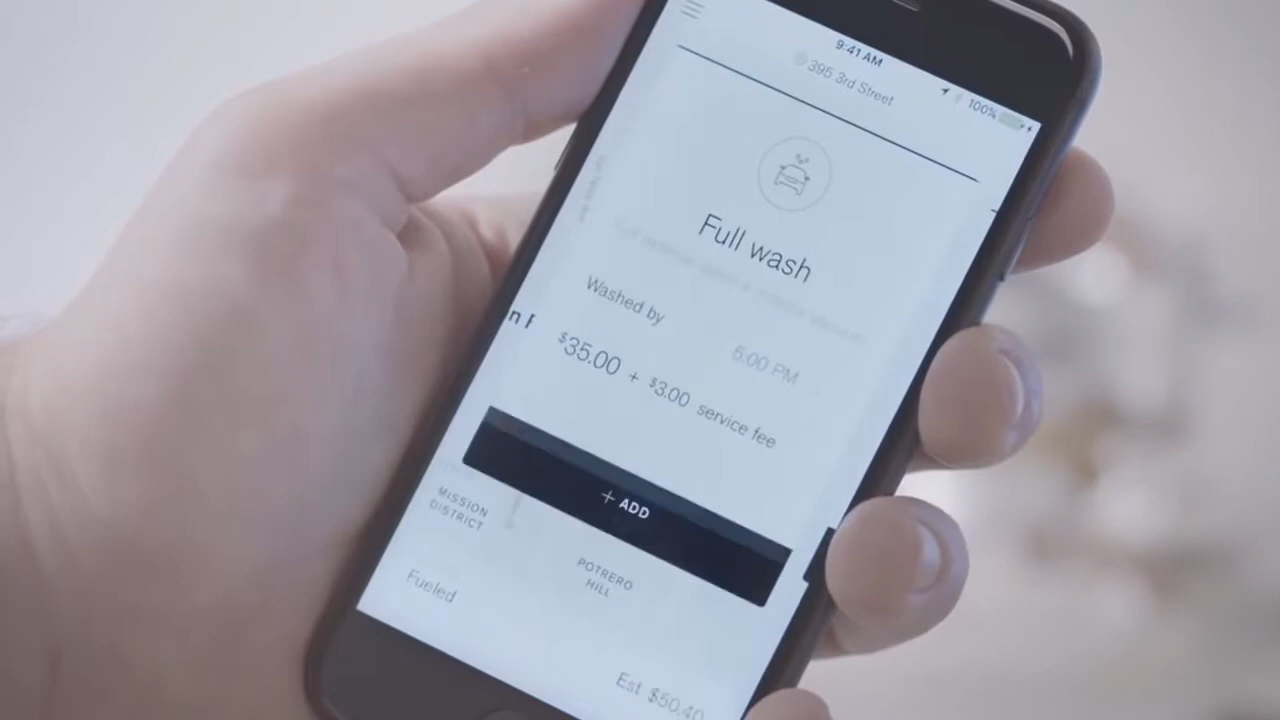 9:41 AM
395 3rd Street
100%
Full wash
Washed by
5:00 PM
$35.00 + $3.00 service fee
+ ADD
MISSION
DISTRICT
POTRERO
HILL
Fueled
Est $50.40